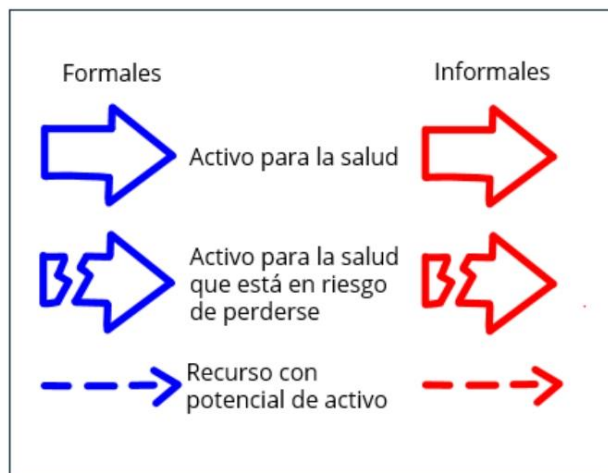 Formales
Informales
Activo para la salud
Activo para la salud
que está en riesgo
de perderse
Recurso con
potencial de activo